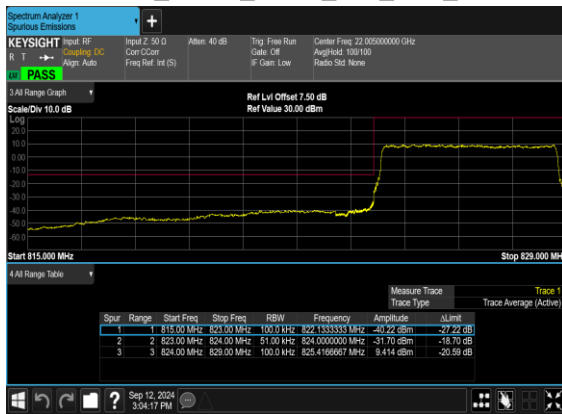 Spectrum Analyzer 1
Spurious Emissions
KEYSIGHT Input: RF Input Z: 50 Ω Atten: 40 dB Trig: Free Run Center Freq: 22.005000000 GHz
R T Coupling: DC Corr CCorr Gate: Off Avg|Hold: 100/100
Align: Auto Freq Ref: Int (S) IF Gain: Low Radio Std: None
PASS
3 All Range Graph
Ref Lvl Offset 7.50 dB
Scale/Div 10.0 dB Ref Value 30.00 dBm
Log
20.0
10.0
0.00
-10.0
-20.0
-30.0
-40.0
-50.0
-60.0
Start 815.000 MHz Stop 829.000 MH
4 All Range Table
Measure Trace Trace 1
Trace Type Trace Average (Active)
Spur Range Start Freq Stop Freq RBW Frequency Amplitude ΔLimit
1 1 815.00 MHz 823.00 MHz 100.0 kHz 822.1333333 MHz -40.22 dBm -27.22 dB
2 2 823.00 MHz 824.00 MHz 51.00 kHz 824.0000000 MHz -31.70 dBm -18.70 dB
3 3 824.00 MHz 829.00 MHz 100.0 kHz 825.4166667 MHz 9.414 dBm -20.59 dB
? Sep 12, 2024
3:04:17 PM